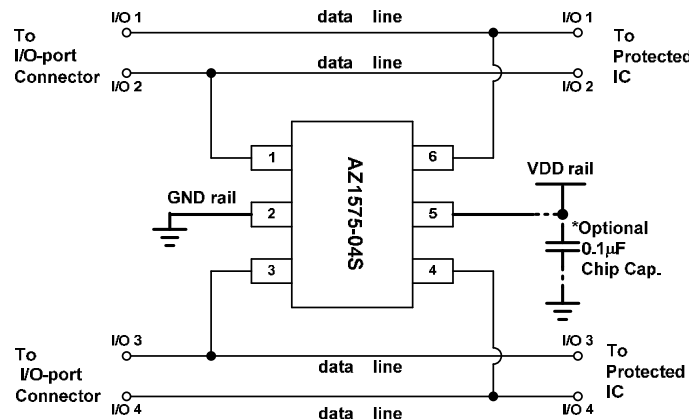 I/O 1
data line
I/O 1
To
I/O-port
Connector
data line
To
Protected
IC
I/O 2
I/O 2
1
6
AZ1575-04S
VDD rail
GND rail
2
5
*Optional
0.1µF
Chip Cap.
3
4
I/O 3
I/O 3
To
I/O-port
Connector
data line
To
Protected
IC
I/O 4
data line
I/O 4